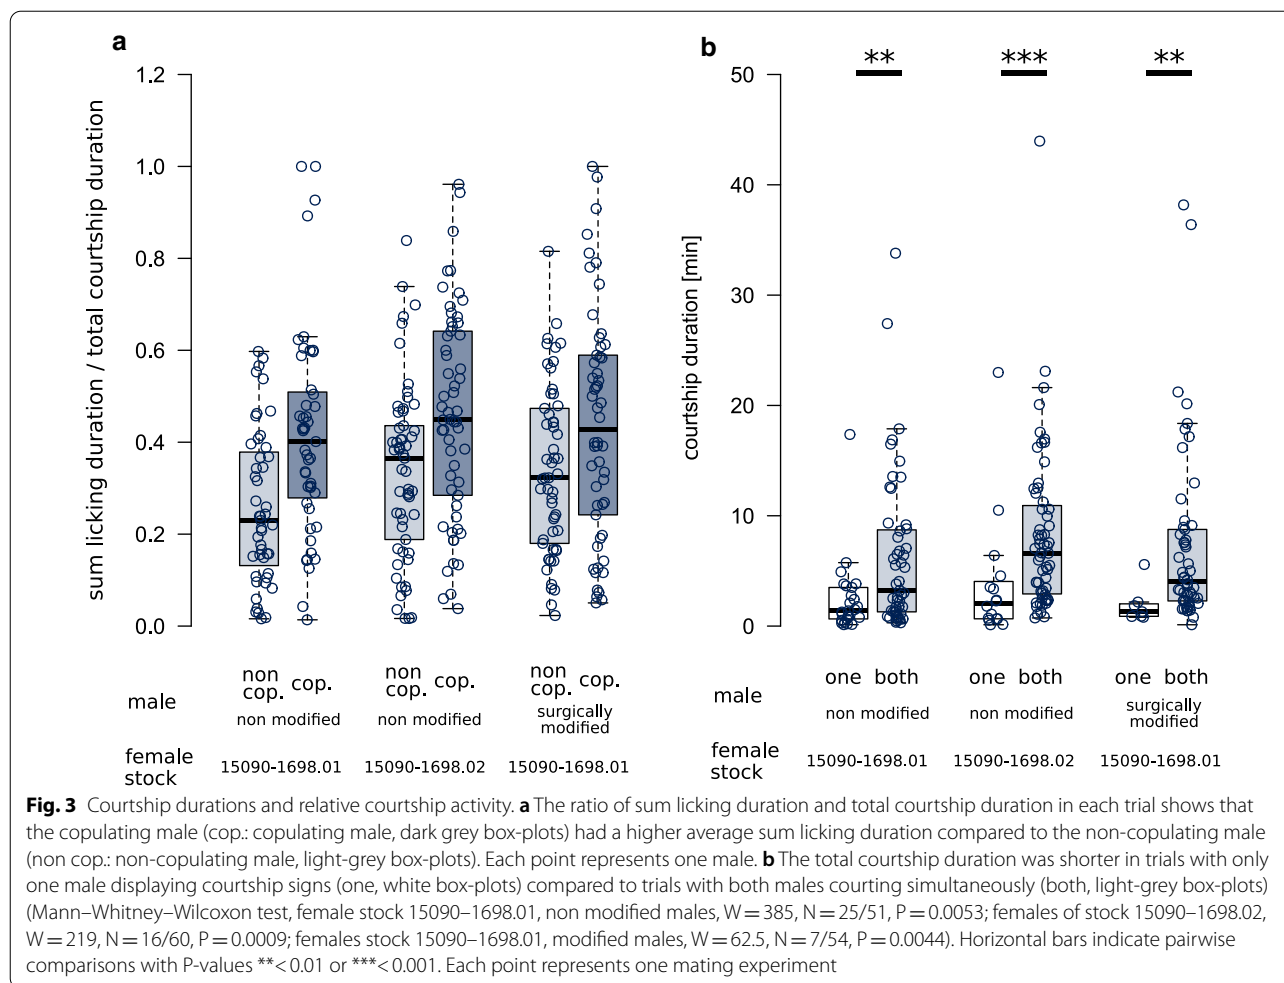 a
sum licking duration / total courtship duration
1.2
1.0
0.8
0.6
0.4
0.2
0.0
male
non
cop.
cop.
non modified
non
cop.
cop.
non modified
non
cop.
cop.
surgically
modified
female
stock
15090-1698.01
15090-1698.02
15090-1698.01
b
courtship duration [min]
50
40
30
20
10
0
**
***
**
male
one both
non modified
one both
non modified
one both
surgically
modified
female
stock
15090-1698.01
15090-1698.02
15090-1698.01
Fig. 3 Courtship durations and relative courtship activity. a The ratio of sum licking duration and total courtship duration in each trial shows that
the copulating male (cop.: copulating male, dark grey box-plots) had a higher average sum licking duration compared to the non-copulating male
(non cop.: non-copulating male, light-grey box-plots). Each point represents one male. b The total courtship duration was shorter in trials with only
one male displaying courtship signs (one, white box-plots) compared to trials with both males courting simultaneously (both, light-grey box-plots)
(Mann–Whitney–Wilcoxon test, female stock 15090–1698.01, non modified males, W = 385, N = 25/51, P = 0.0053; females of stock 15090–1698.02,
W = 219, N = 16/60, P = 0.0009; females stock 15090–1698.01, modified males, W = 62.5, N = 7/54, P = 0.0044). Horizontal bars indicate pairwise
comparisons with P-values **< 0.01 or ***< 0.001. Each point represents one mating experiment